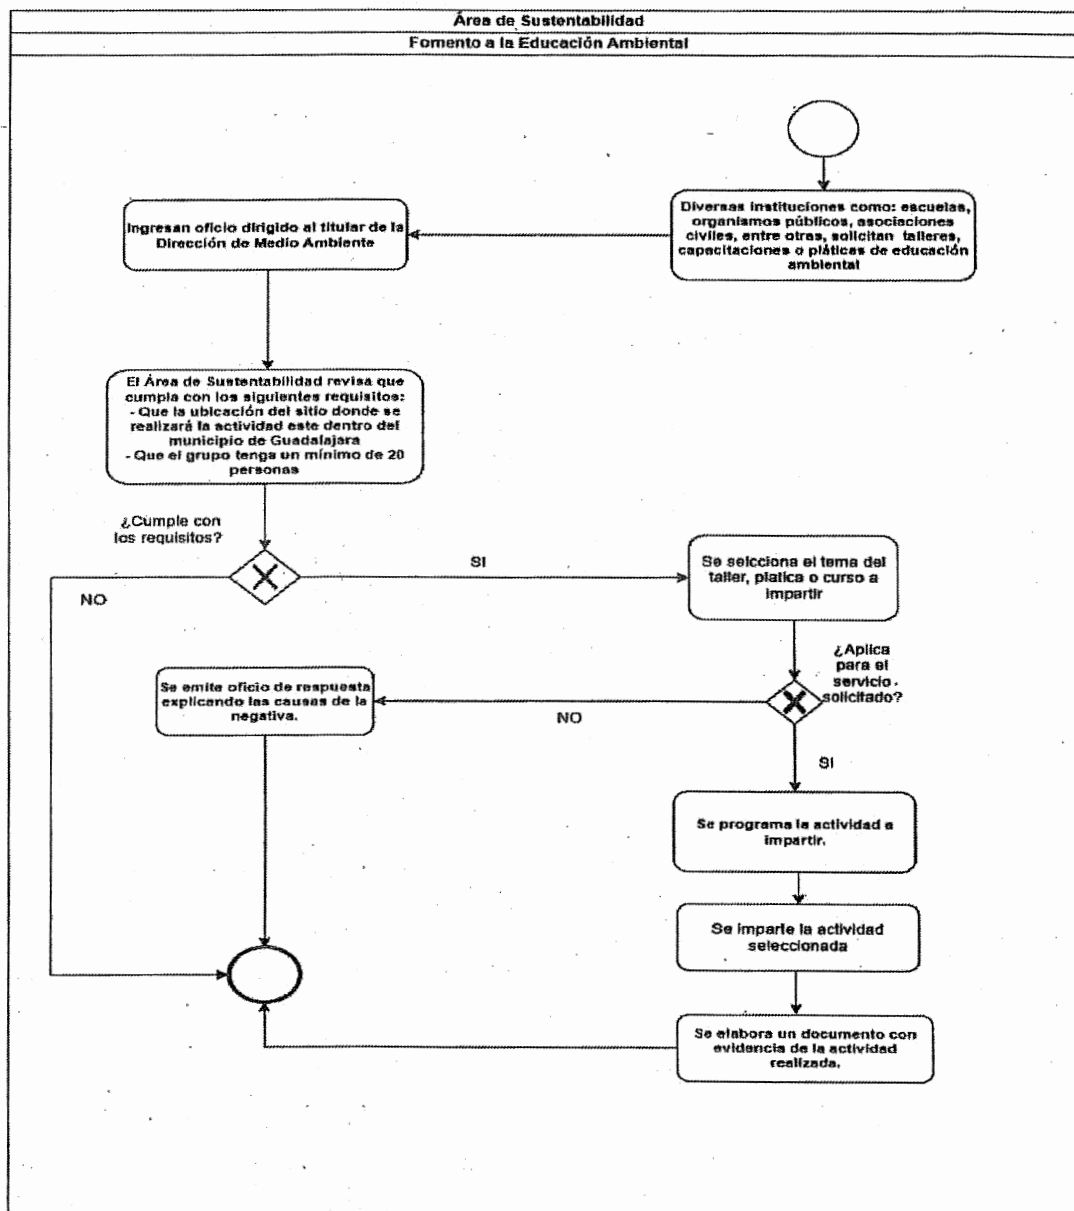 Área de Sustentabilidad
Fomento a la Educación Ambiental
Diversas instituciones como: escuelas,
organismos públicos, asociaciones
civiles, entre otras, solicitan talleres,
capacitaciones o pláticas de educación
ambiental
Ingresan oficio dirigido al titular de la
Dirección de Medio Ambiente
El Área de Sustentabilidad revisa que
cumpla con los siguientes requisitos:
- Que la ubicación del sitio donde se
realizará la actividad este dentro del
municipio de Guadalajara
- Que el grupo tenga un mínimo de 20
personas
¿Cumple con
los requisitos?
NO
SI
Se selcciona el tema del
taller, platica o curso a
impartir
¿Aplica
para el
servicio
solicitado?
NO
Se emite oficio de respuesta
explicando las causas de la
negativa.
SI
Se programa la actividad a
impartir.
Se imparte la actividad
seleccionada
Se elabora un documento con
evidencia de la actividad
realizada.